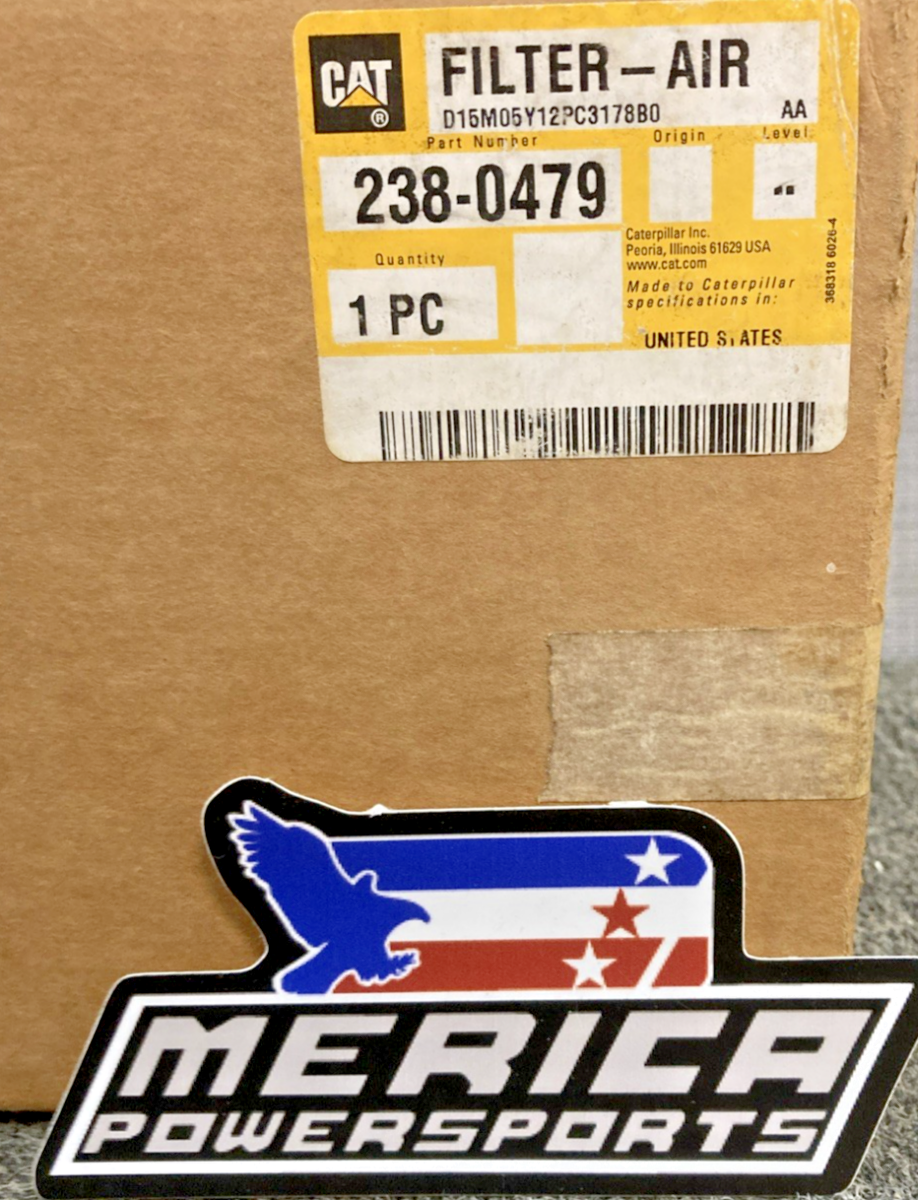 CAT
®
FILTER-AIR
D15M05Y12PC3178B0 AA
Part Number Origin Level
238-0479
Caterpillar Inc.
Peoria, Illinois 61629 USA
www.cat.com
Quantity
Made to Caterpillar
specifications in:
1 PC
UNITED STATES
368318 6026-4
MERICA
POWERSPORTS